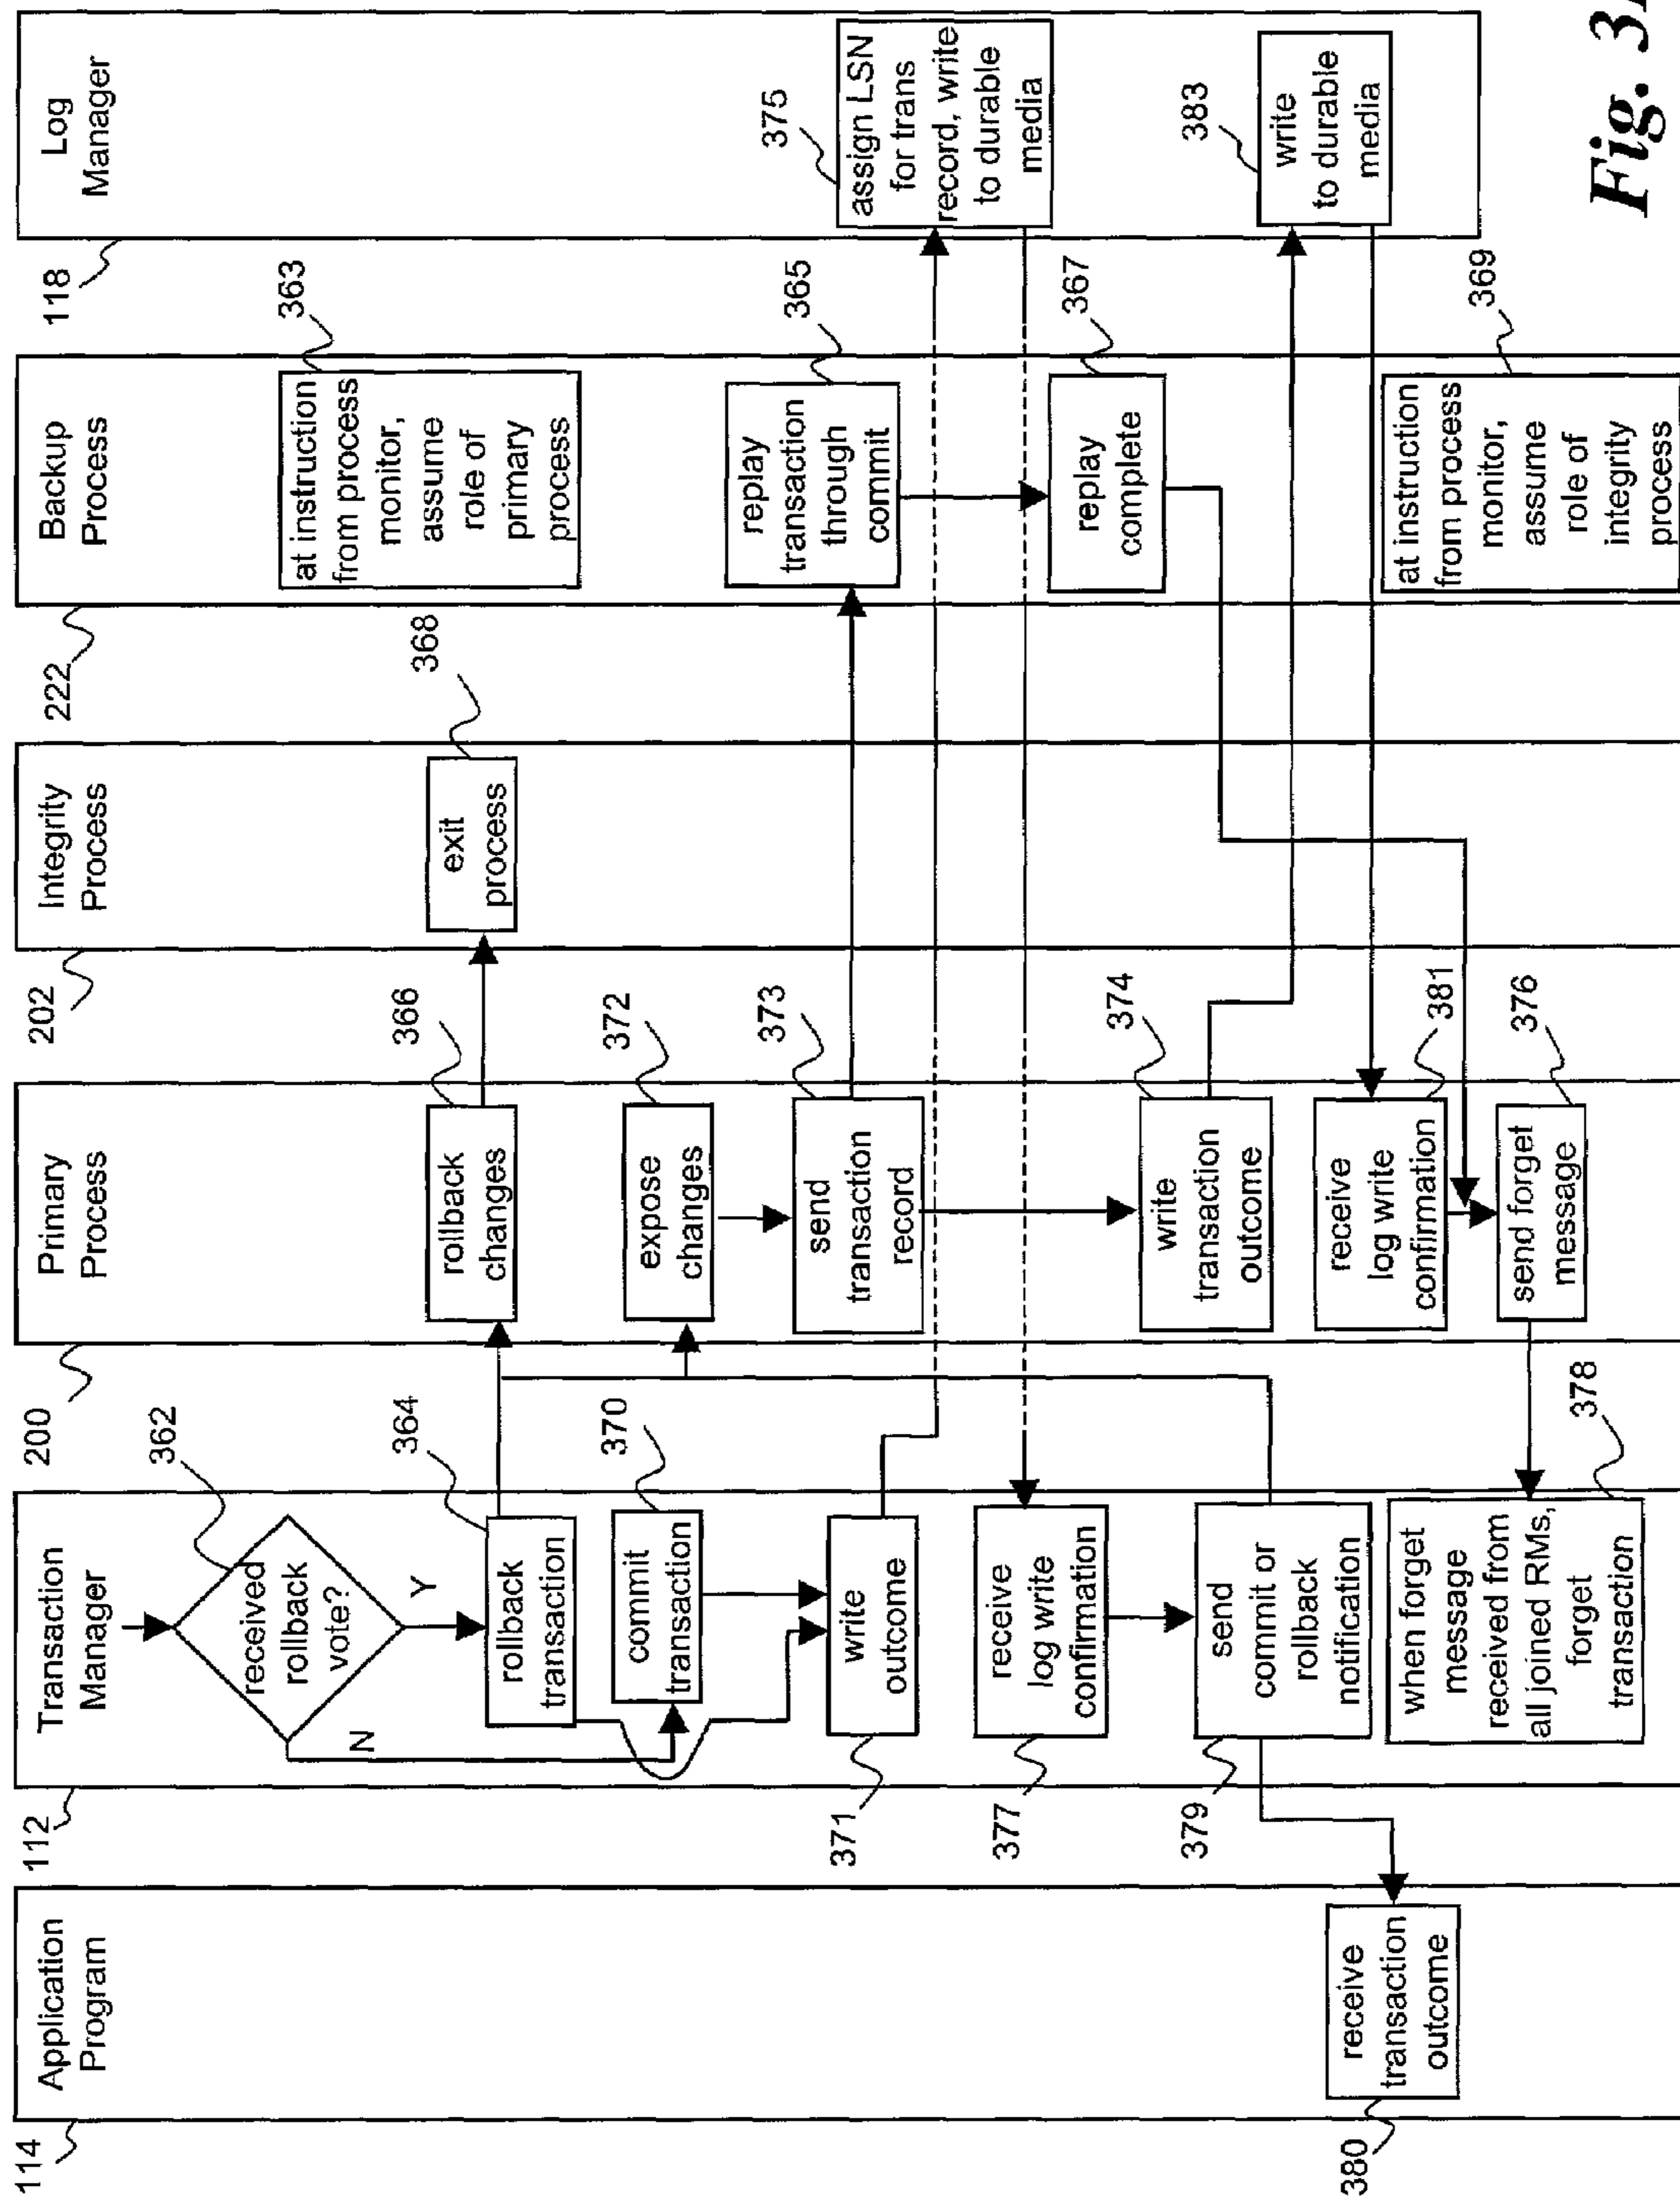 114
Application
Program
380
receive
transaction
outcome
112
Transaction
Manager
362
received
rollback
vote?
Y
N
364
rollback
transaction
370
commit
transaction
371
write
outcome
377
receive
log write
confirmation
379
send
commit or
rollback
notification
378
when forget
message
received from
all joined RMs,
forget
transaction
200
Primary
Process
366
rollback
changes
372
expose
changes
373
send
transaction
record
374
write
transaction
outcome
381
receive
log write
confirmation
376
send forget
message
202
Integrity
Process
368
exit
process
222
Backup
Process
363
at instruction
from process
monitor,
assume
role of
primary
process
365
replay
transaction
through
commit
367
replay
complete
369
at instruction
from process
monitor,
assume
role of
integrity
process
118
Log
Manager
375
assign LSN
for trans
record, write
to durable
media
383
write
to durable
media
Fig.